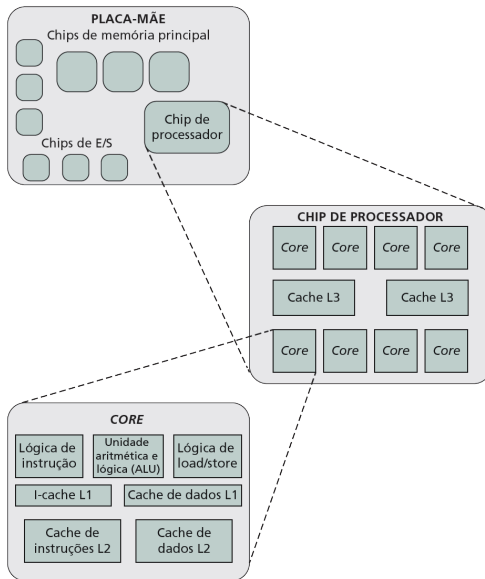 PLACA-MÃE
Chips de memória principal
Chip de
processador
Chips de E/S
CHIP DE PROCESSADOR
Core
Core
Core
Core
Cache L3
Cache L3
Core
Core
Core
Core
CORE
Lógica de
instrução
Unidade
aritmética e
lógica (ALU)
Lógica de
load/store
I-cache L1
Cache de dados L1
Cache de
instruções L2
Cache de
dados L2